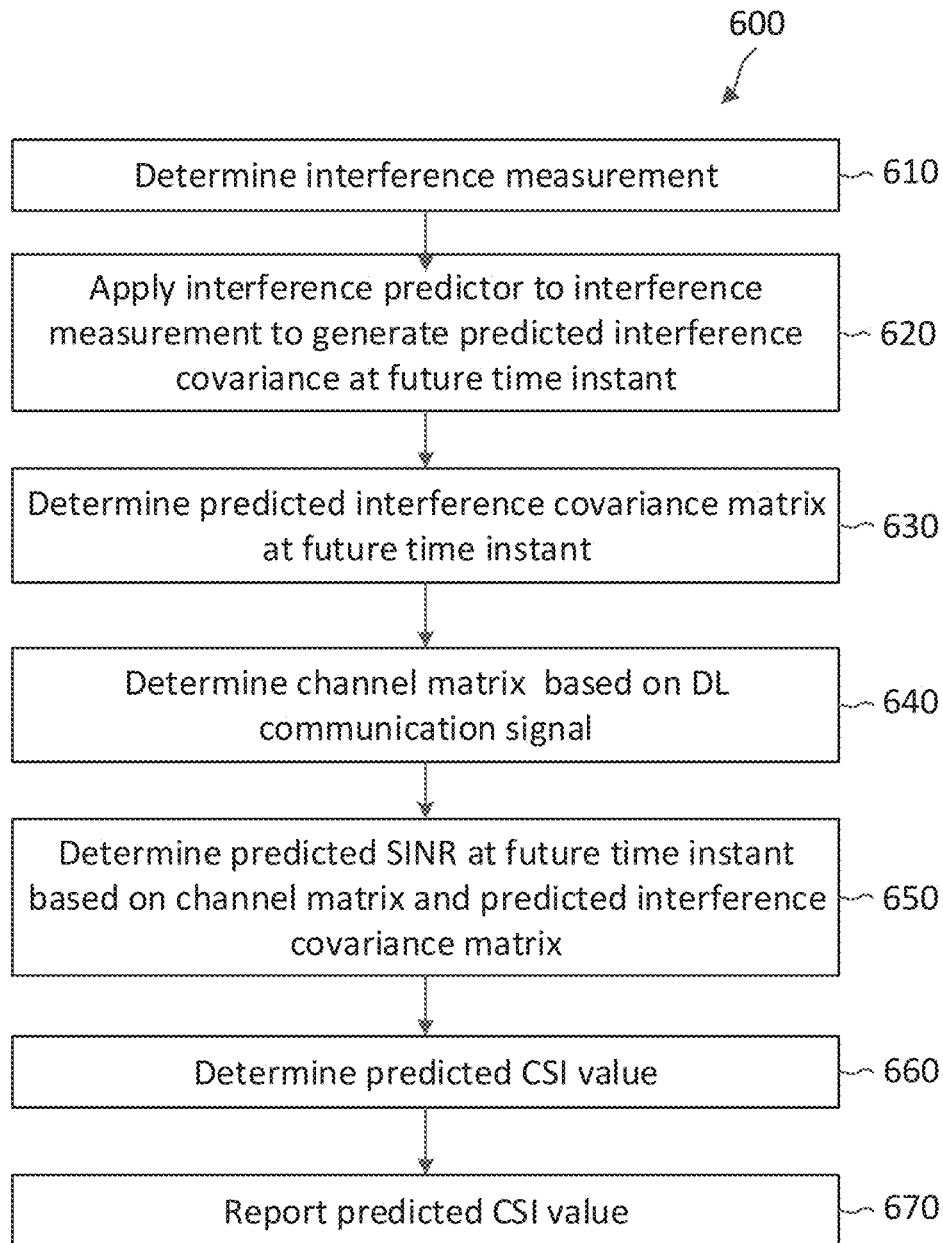 600
Determine interference measurement
610
Apply interference predictor to interference
measurement to generate predicted interference
covariance at future time instant
620
Determine predicted interference covariance matrix
at future time instant
630
Determine channel matrix based on DL
communication signal
640
Determine predicted SINR at future time instant
based on channel matrix and predicted interference
covariance matrix
650
Determine predicted CSI value
660
Report predicted CSI value
670